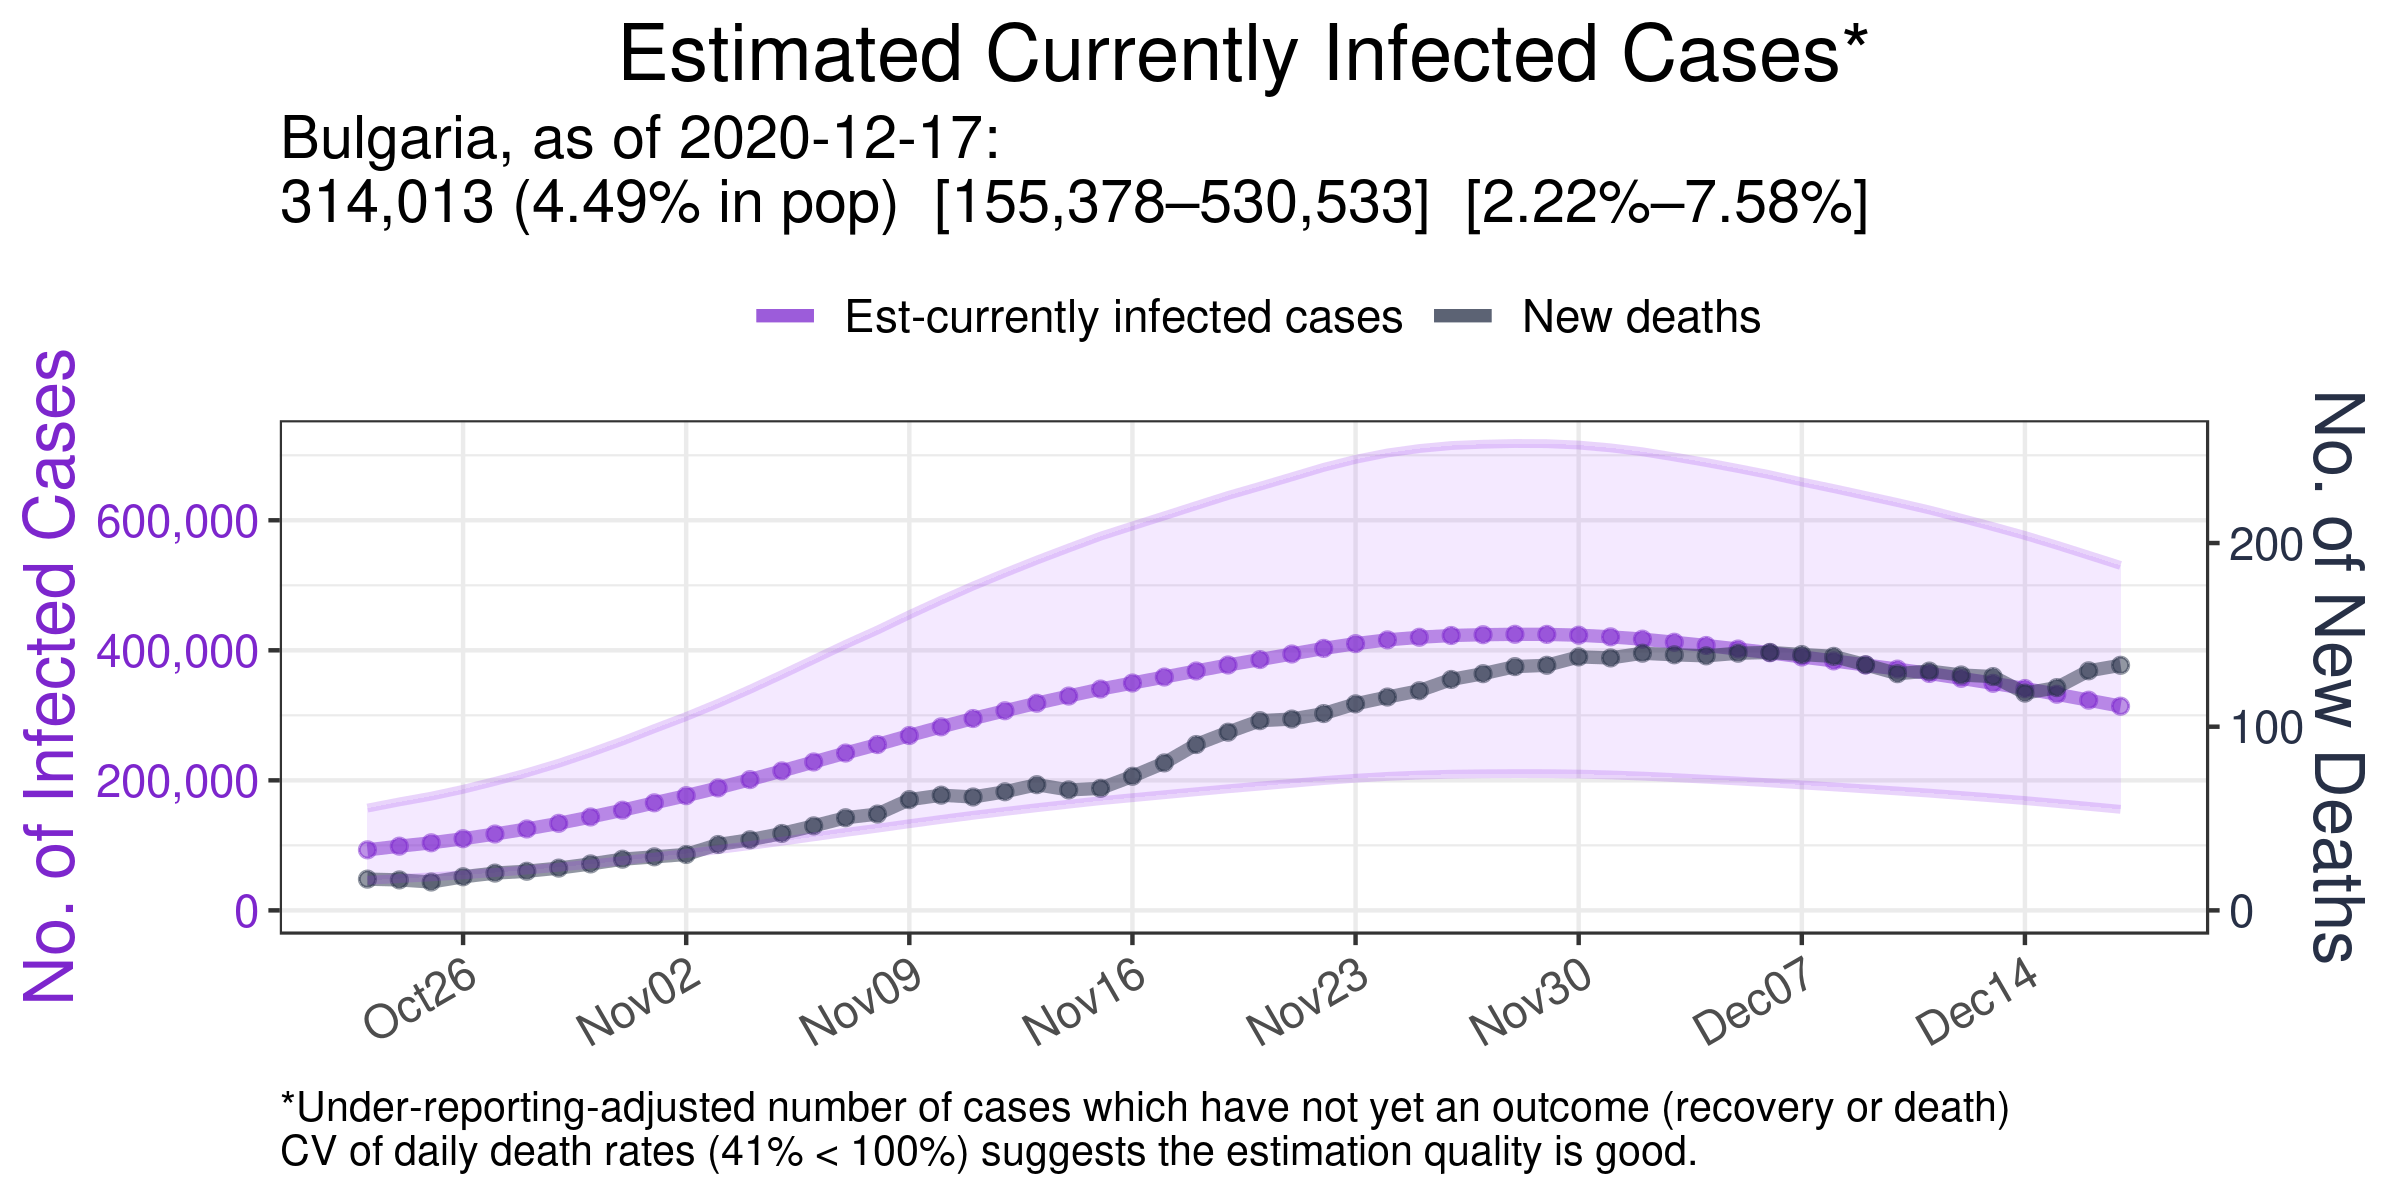 Estimated Currently Infected Cases*
Bulgaria, as of 2020-12-17:
314,013 (4.49% in pop) [155,378–530,533] [2.22%–7.58%]
Est-currently infected cases
New deaths
No. of Infected Cases
600,000
400,000
200,000
0
200
100
0
No. of New Deaths
Oct26
Nov02
Nov09
Nov16
Nov23
Nov30
Dec07
Dec14
*Under-reporting-adjusted number of cases which have not yet an outcome (recovery or death)
CV of daily death rates (41% < 100%) suggests the estimation quality is good.